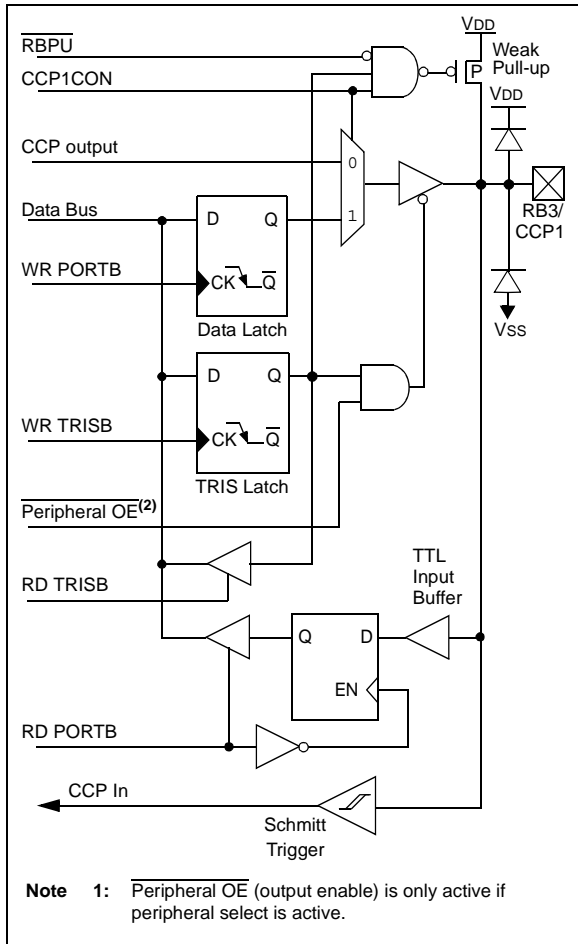 RBPU
VDD
Weak
Pull-up
CCP1CON
P
VDD
CCP output
0
Data Bus
D Q
1
RB3/
CCP1
WR PORTB
CK Q
Data Latch
VSS
D Q
WR TRISB
CK Q
TRIS Latch
Peripheral OE(2)
RD TRISB
TTL
Input
Buffer
Q D
EN
RD PORTB
CCP In
Schmitt
Trigger
Note 1: Peripheral OE (output enable) is only active if
peripheral select is active.